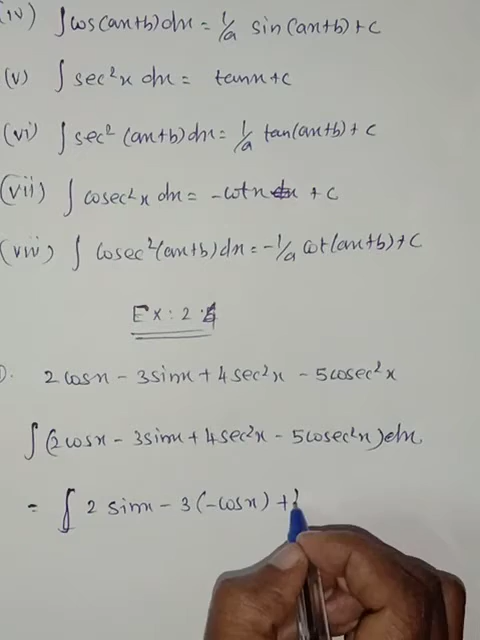 (iv) ∫cos(ax+b)dx = 1/a sin(ax+b)+c
(v) ∫ sec²x dx = tanx+c
(vi) ∫ sec² (ax+b)dx = 1/a tan(ax+b)+c
(vii) ∫ cosec²x dx = -cotx + c
(viii) ∫ cosec²(ax+b)dx = -1/a cot(ax+b)+c
Ex: 2.
2cosx - 3sinx + 4sec²x - 5cosec²x
∫(2cosx - 3sinx + 4sec²x - 5cosec²x)dx
= ∫ 2 sinx - 3(-cosx) +